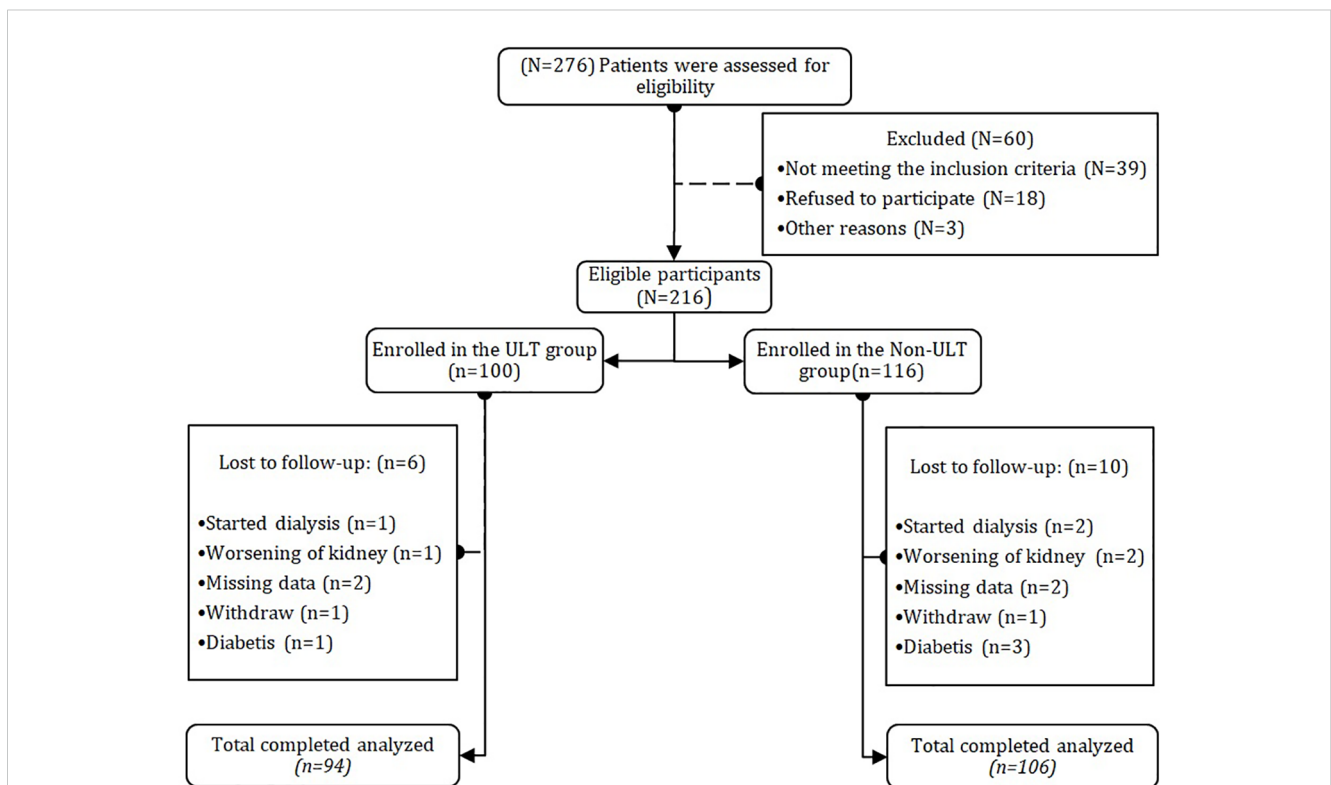 (N=276) Patients were assessed for
eligibility
Excluded (N=60)
•Not meeting the inclusion criteria (N=39)
•Refused to participate (N=18)
•Other reasons (N=3)
Eligible participants
(N=216)
Enrolled in the ULT group
(n=100)
Enrolled in the Non-ULT
group(n=116)
Lost to follow-up: (n=6)
•Started dialysis (n=1)
•Worsening of kidney (n=1)
•Missing data (n=2)
•Withdraw (n=1)
•Diabetis (n=1)
Lost to follow-up: (n=10)
•Started dialysis (n=2)
•Worsening of kidney (n=2)
•Missing data (n=2)
•Withdraw (n=1)
•Diabetis (n=3)
Total completed analyzed
(n=94)
Total completed analyzed
(n=106)